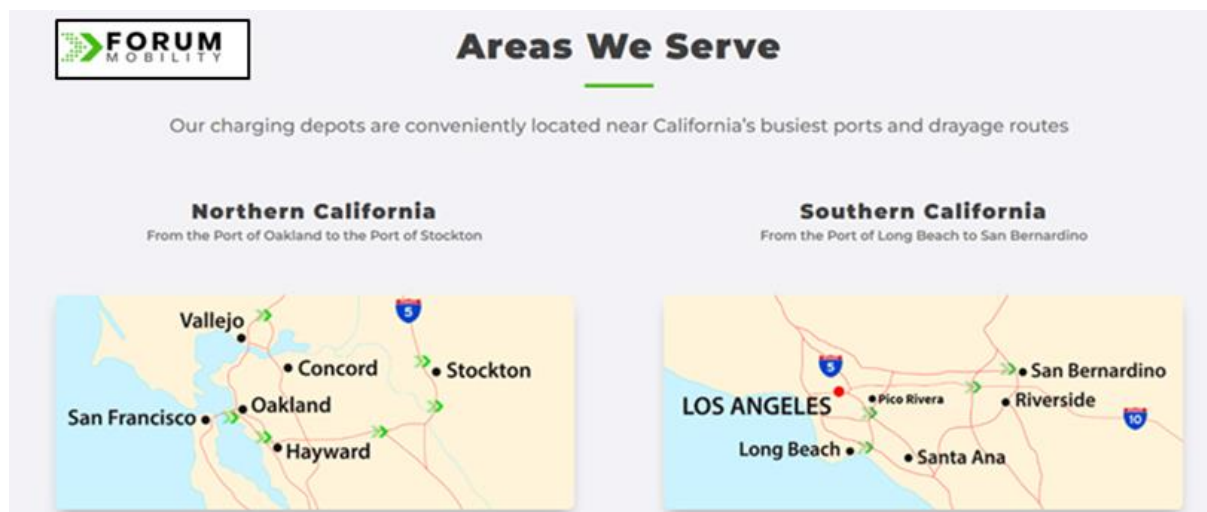 FORUM
MOBILITY
Areas We Serve
Our charging depots are conveniently located near California's busiest ports and drayage routes
Northern California
From the Port of Oakland to the Port of Stockton
Vallejo
5
Concord
Stockton
Oakland
San Francisco
Hayward
Southern California
From the Port of Long Beach to San Bernardino
5
San Bernardino
LOS ANGELES
Pico Rivera
Riverside
10
Long Beach
Santa Ana